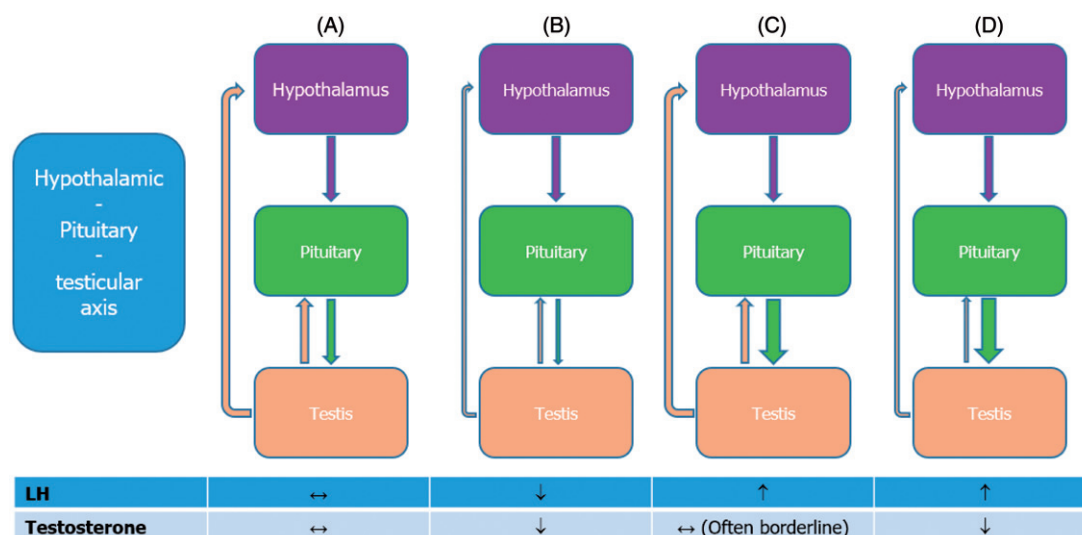 (A) (B) (C) (D)
Hypothalamus Hypothalamus Hypothalamus Hypothalamus
Hypothalamic
-
Pituitary
-
testicular
axis
Pituitary Pituitary Pituitary Pituitary
Testis Testis Testis Testis
LH ↔ ↓ ↑ ↑
Testosterone ↔ ↓ ↔ (Often borderline) ↓